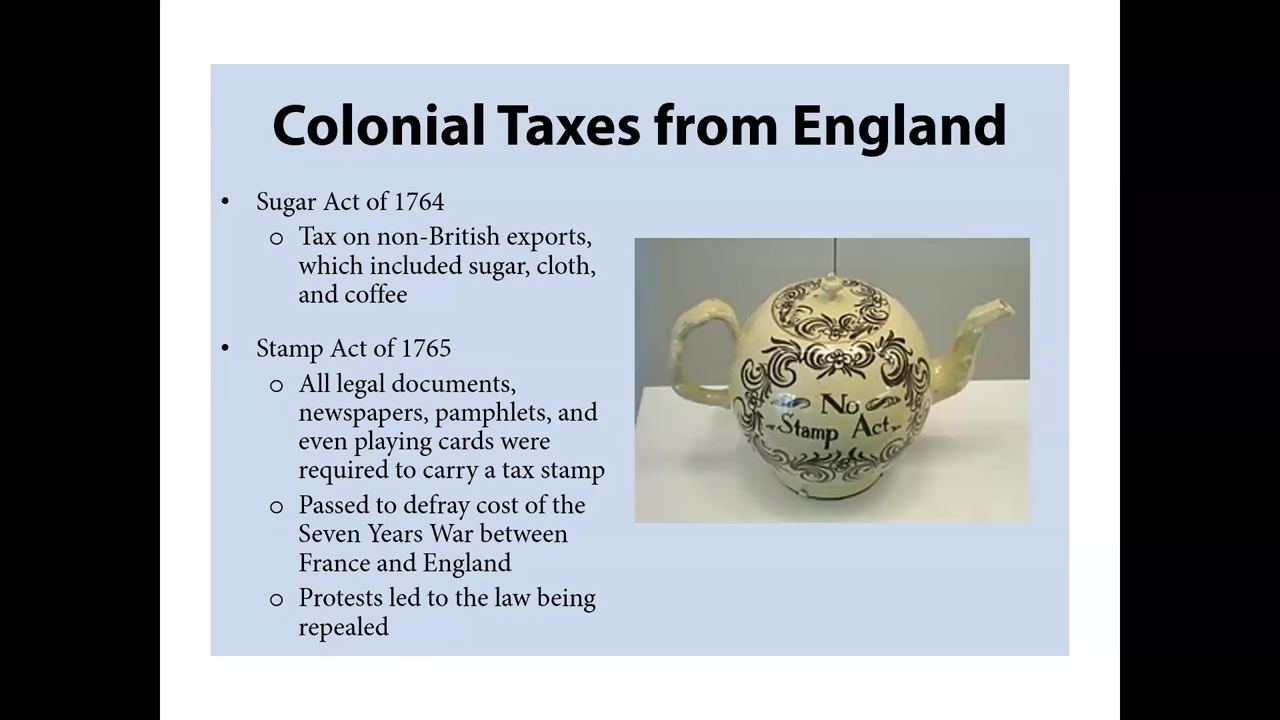 Colonial Taxes from England
• Sugar Act of 1764
o Tax on non-British exports,
which included sugar, cloth,
and coffee
• Stamp Act of 1765
o All legal documents,
newspapers, pamphlets, and
even playing cards were
required to carry a tax stamp
o Passed to defray cost of the
Seven Years War between
France and England
o Protests led to the law being
repealed
No
Stamp Act